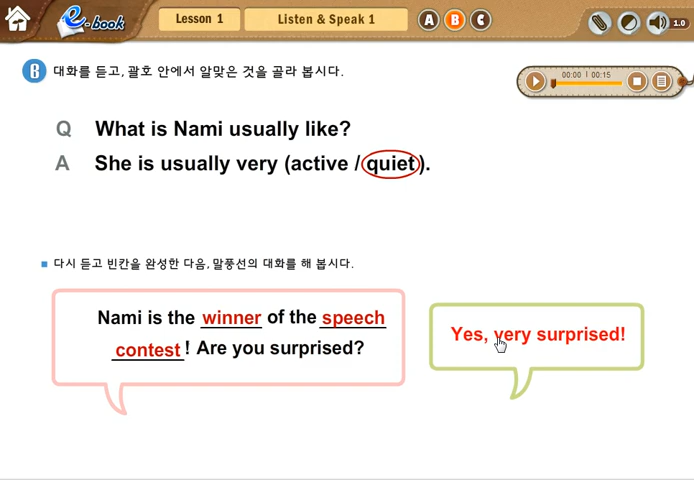 e-book
Lesson 1
Listen & Speak 1
A B C
1.0
B 대화를 듣고, 괄호 안에서 알맞은 것을 골라 봅시다.
00:00 | 00:15
Q What is Nami usually like?
A She is usually very (active / quiet).
다시 듣고 빈칸을 완성한 다음, 말풍선의 대화를 해 봅시다.
Nami is the winner of the speech
contest! Are you surprised?
Yes, very surprised!